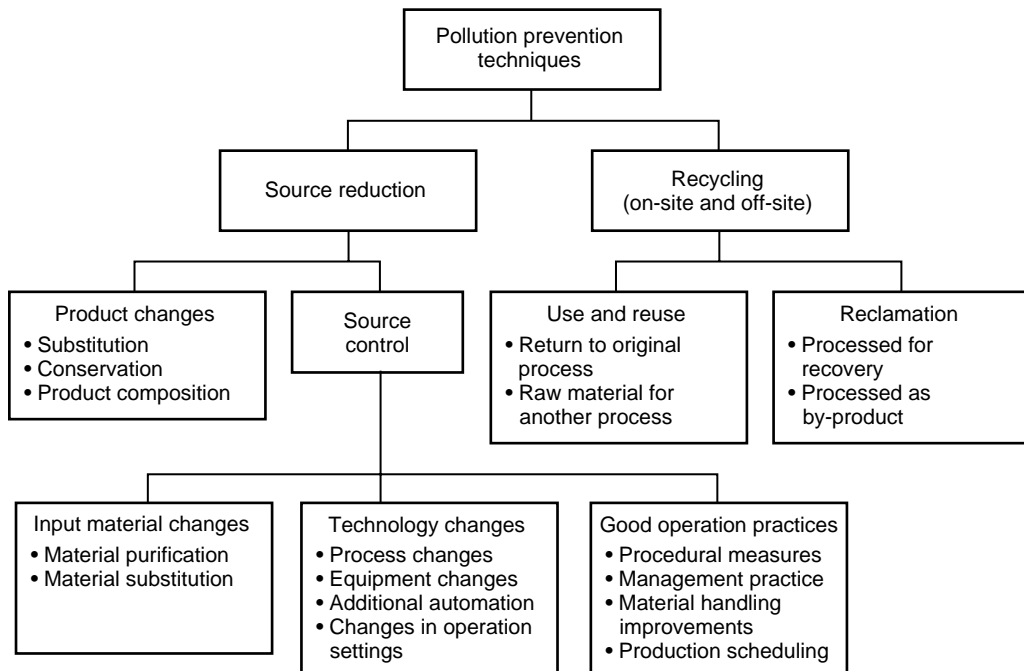 Pollution prevention
techniques
Source reduction
Recycling
(on-site and off-site)
Product changes
• Substitution
• Conservation
• Product composition
Source
control
Use and reuse
• Return to original
process
• Raw material for
another process
Reclamation
• Processed for
recovery
• Processed as
by-product
Input material changes
• Material purification
• Material substitution
Technology changes
• Process changes
• Equipment changes
• Additional automation
• Changes in operation
settings
Good operation practices
• Procedural measures
• Management practice
• Material handling
improvements
• Production scheduling